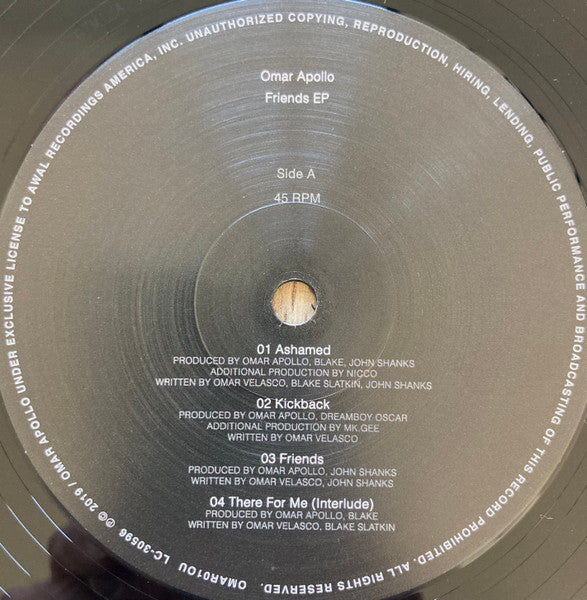 Omar Apollo
Friends EP
Side A
45 RPM
01 Ashamed
PRODUCED BY OMAR APOLLO, BLAKE, JOHN SHANKS
ADDITIONAL PRODUCTION BY NICCO
WRITTEN BY OMAR VELASCO, BLAKE SLATKIN, JOHN SHANKS
02 Kickback
PRODUCED BY OMAR APOLLO, DREAMBOY OSCAR
ADDITIONAL PRODUCTION BY MK.GEE
WRITTEN BY OMAR VELASCO
03 Friends
PRODUCED BY OMAR APOLLO, JOHN SHANKS
WRITTEN BY OMAR VELASCO, JOHN SHANKS
04 There For Me (Interlude)
PRODUCED BY OMAR APOLLO, BLAKE
WRITTEN BY OMAR VELASCO, BLAKE SLATKIN
OMAR01OU LC-30556 ℗ © 2019 / OMAR APOLLO UNDER EXCLUSIVE LICENSE TO AWAL RECORDINGS AMERICA, INC. UNAUTHORIZED COPYING, REPRODUCTION, HIRING, LENDING, PUBLIC PERFORMANCE AND BROADCASTING OF THIS RECORD PROHIBITED. ALL RIGHTS RESERVED.